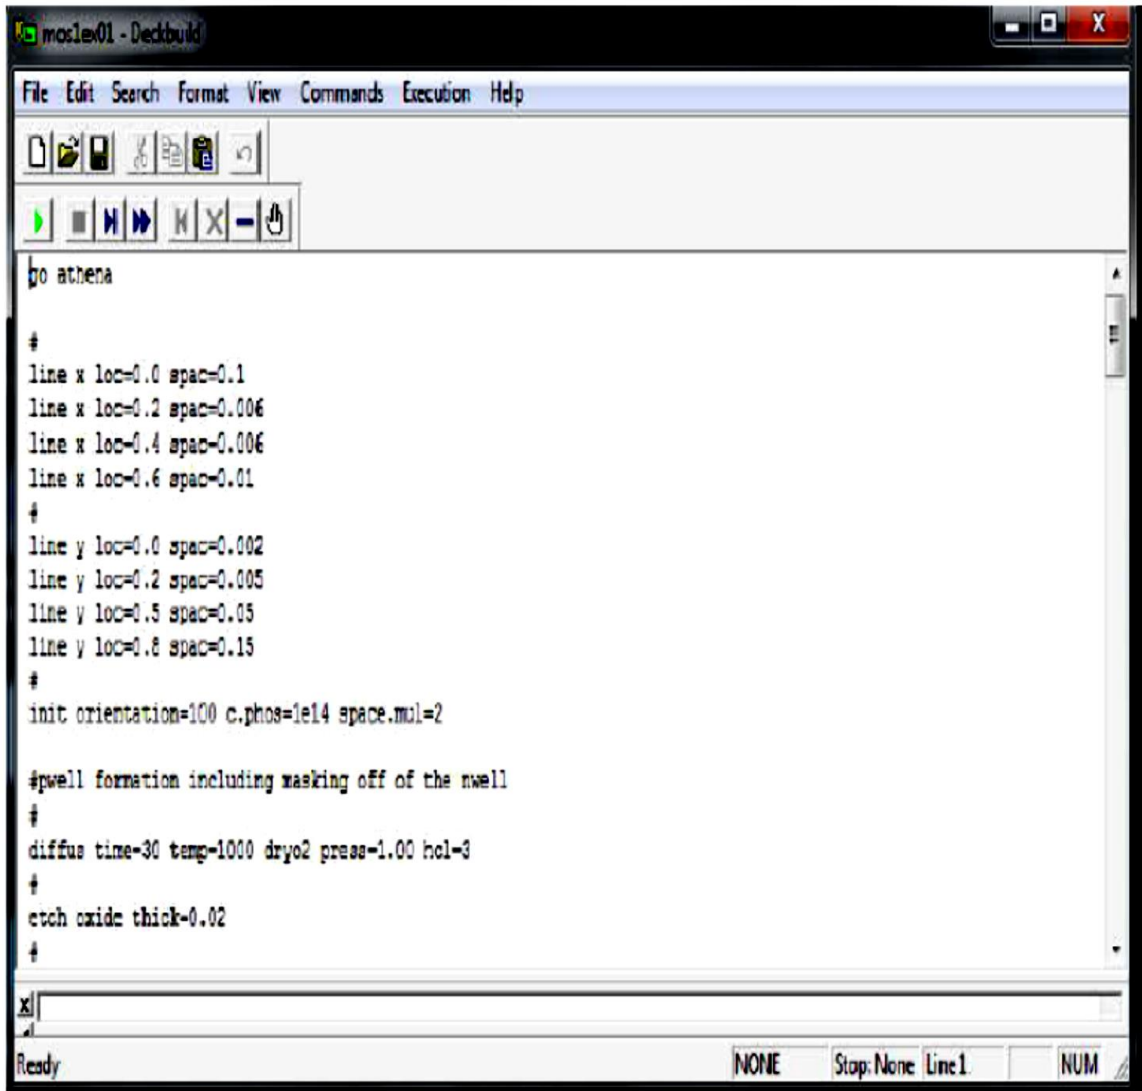 mos1ex01 - Deckbuild
File Edit Search Format View Commands Execution Help
go athena
#
line x loc=0.0 spac=0.1
line x loc=0.2 spac=0.006
line x loc=0.4 spac=0.006
line x loc=0.6 spac=0.01
#
line y loc=0.0 spac=0.002
line y loc=0.2 spac=0.005
line y loc=0.5 spac=0.05
line y loc=0.8 spac=0.15
#
init orientation=100 c.phos=1e14 space.mul=2
#pwell formation including masking off of the nwell
#
diffus time=30 temp=1000 dryo2 press=1.00 hcl=3
#
etch oxide thick=0.02
#
Ready NONE Stop: None Line 1 NUM